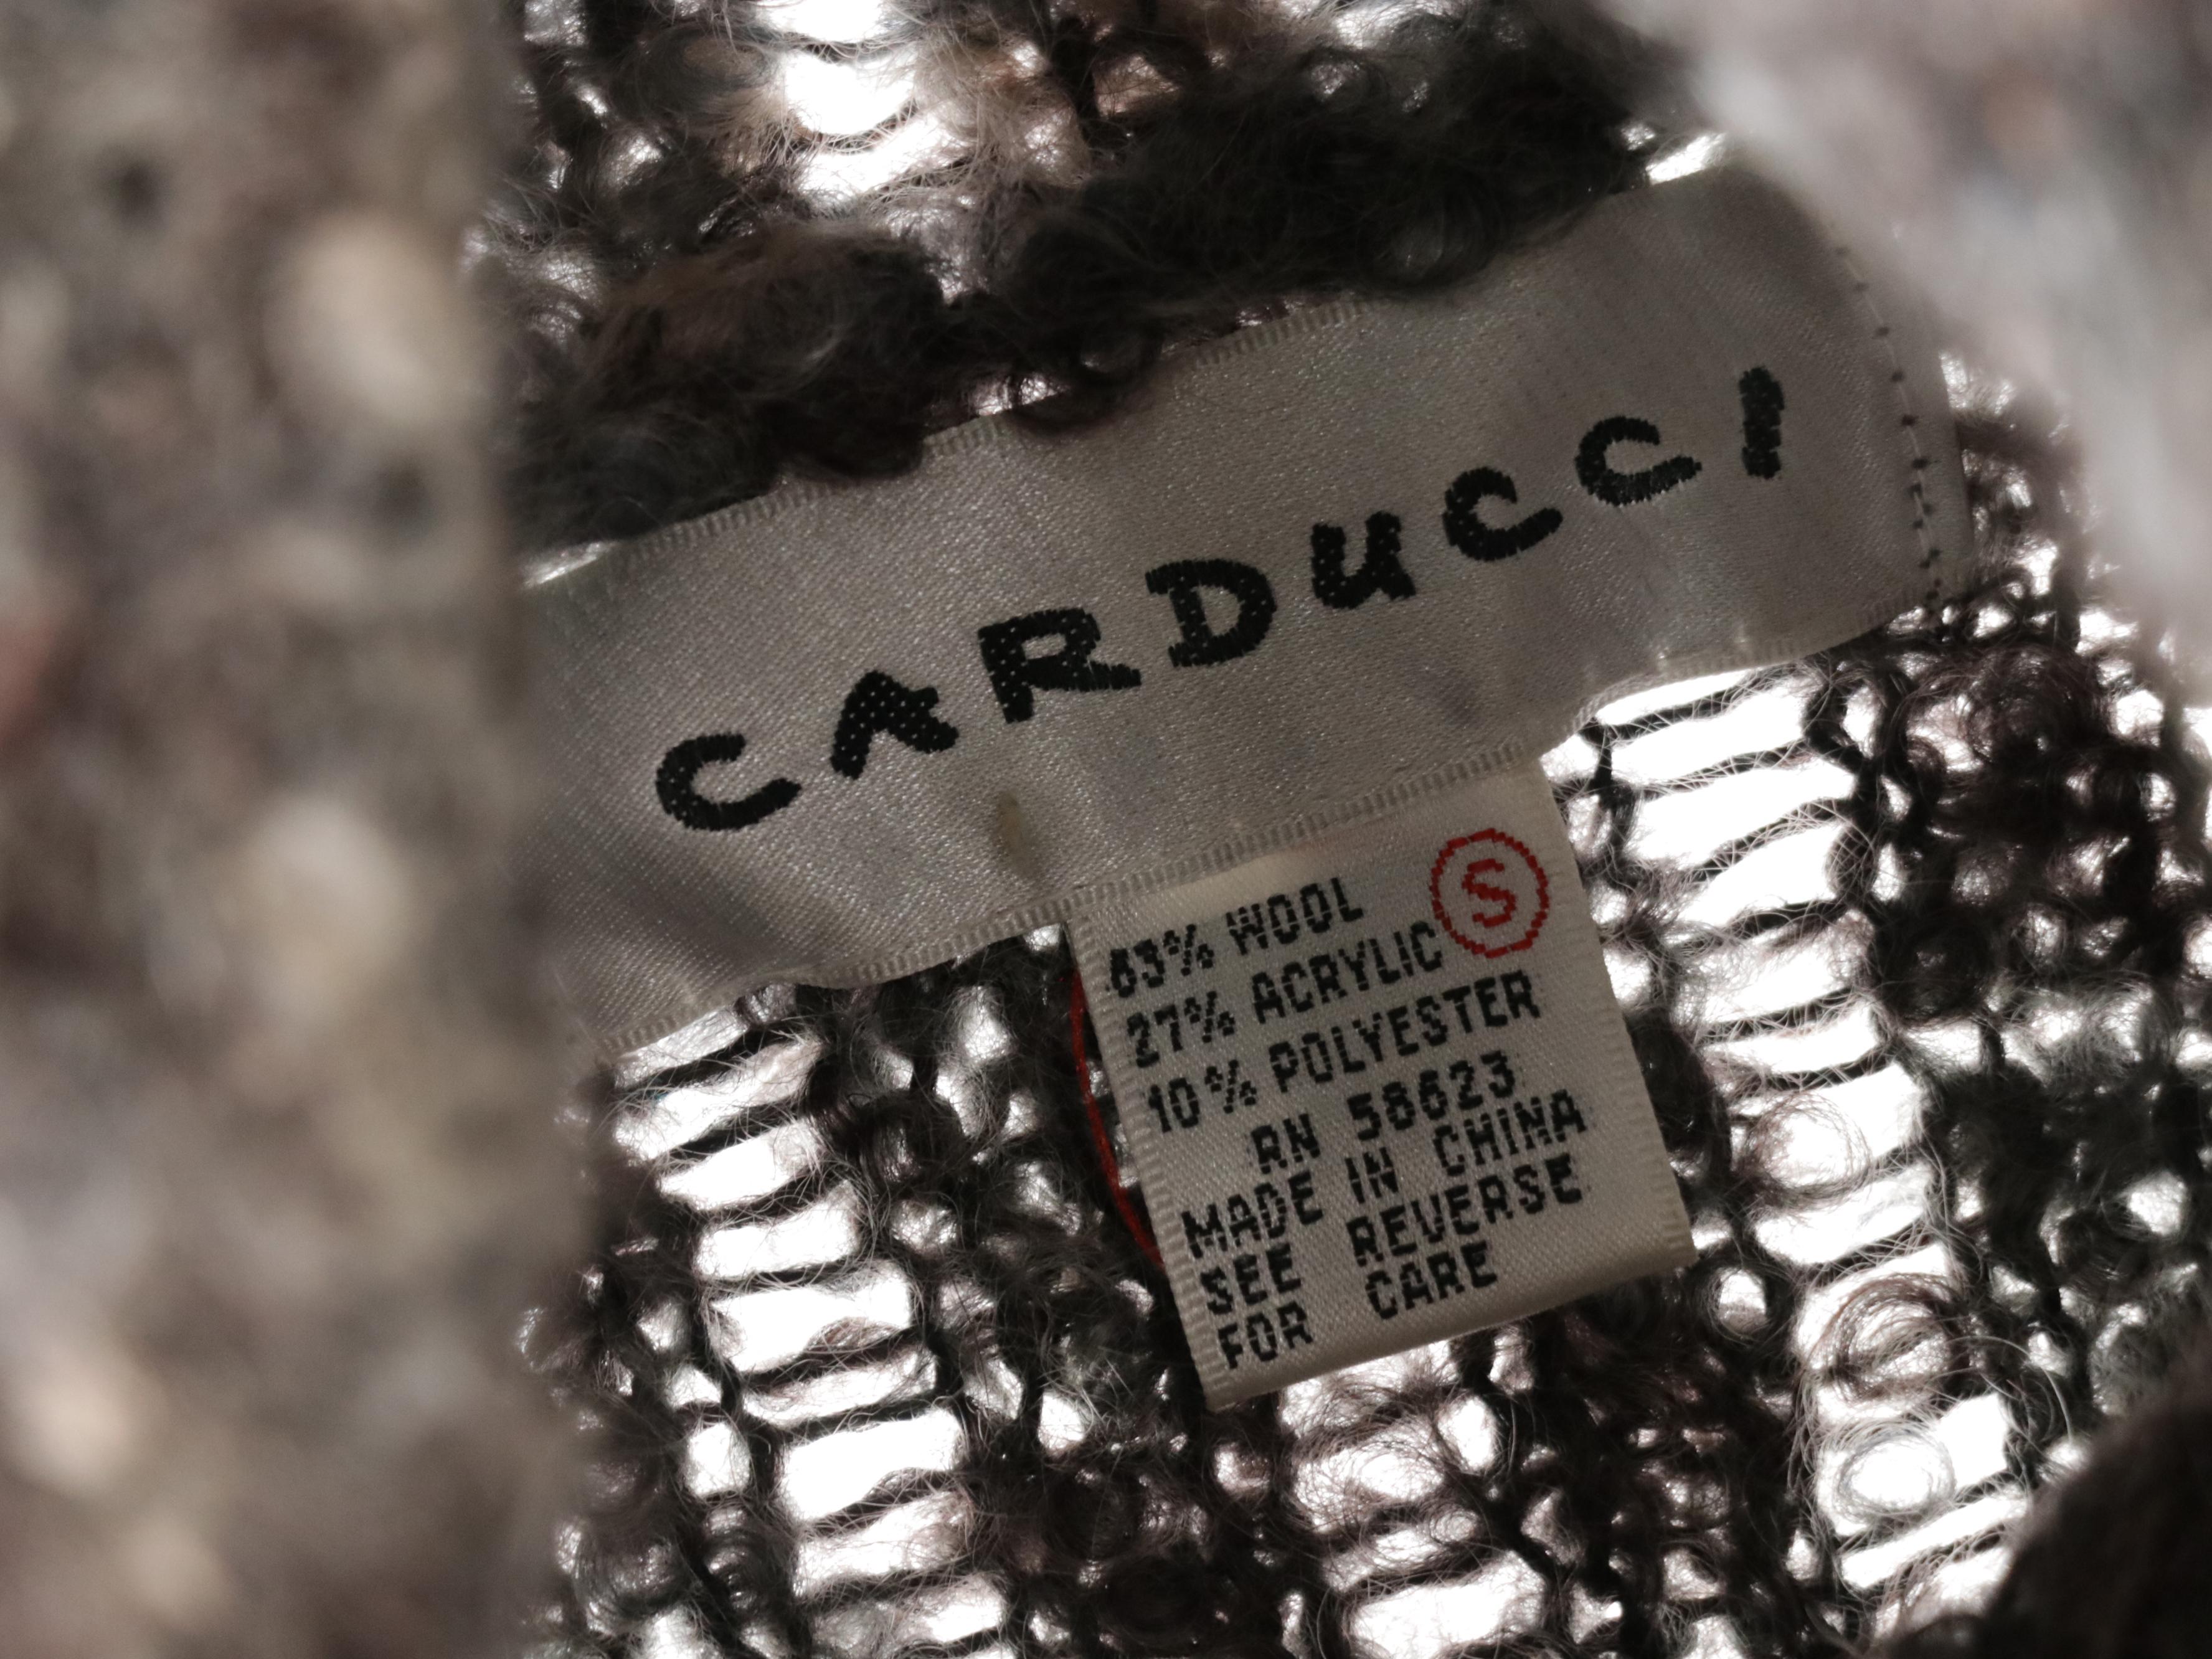 CARDUCCI
S
63% WOOL
27% ACRYLIC
10% POLYESTER
RN 58623
MADE IN CHINA
SEE REVERSE
FOR CARE